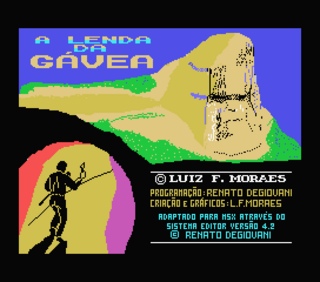 A LENDA
DA
GÁVEA
© LUIZ F. MORAES
PROGRAMAÇÃO: RENATO DEGIOVANI
CRIAÇÃO E GRÁFICOS: L.F.MORAES
ADAPTADO PARA MSX ATRAVÉS DO
SISTEMA EDITOR VERSÃO 4.2
© RENATO DEGIOVANI